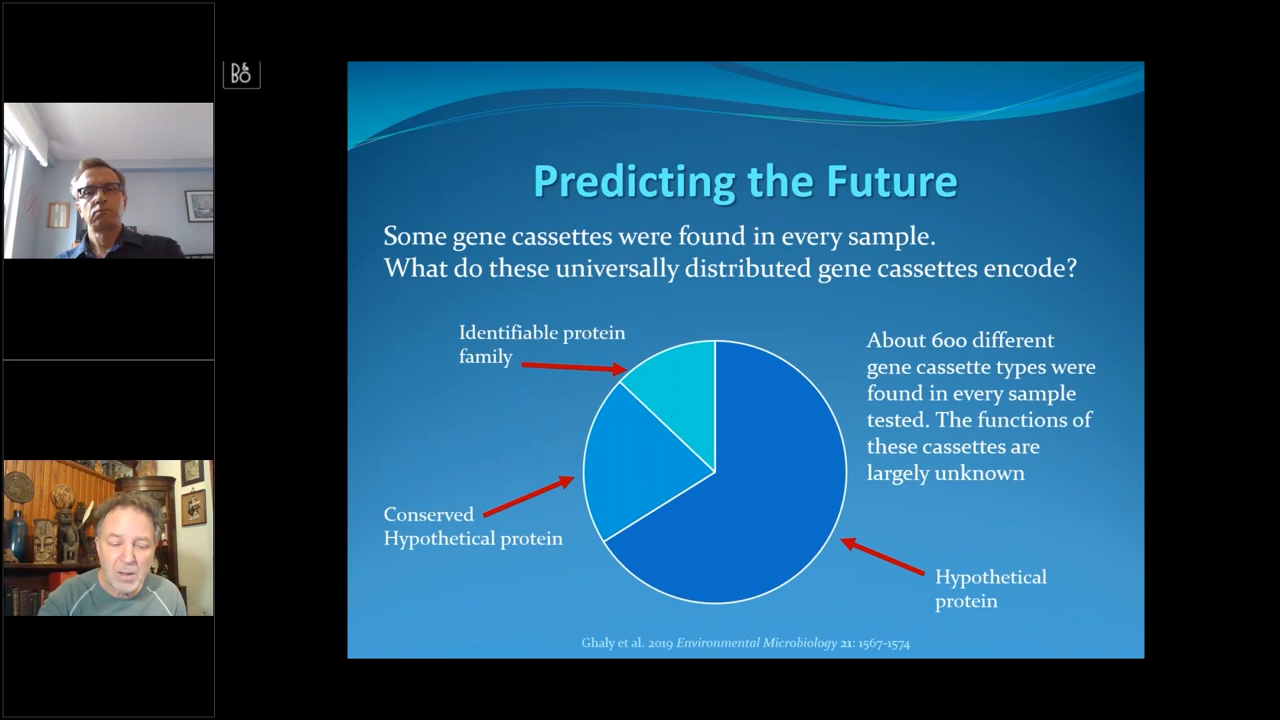 B&O
Predicting the Future
Some gene cassettes were found in every sample.
What do these universally distributed gene cassettes encode?
Identifiable protein
family
About 600 different
gene cassette types were
found in every sample
tested. The functions of
these cassettes are
largely unknown
Conserved
Hypothetical protein
Hypothetical
protein
Ghaly et al. 2019 Environmental Microbiology 21: 1567-1574